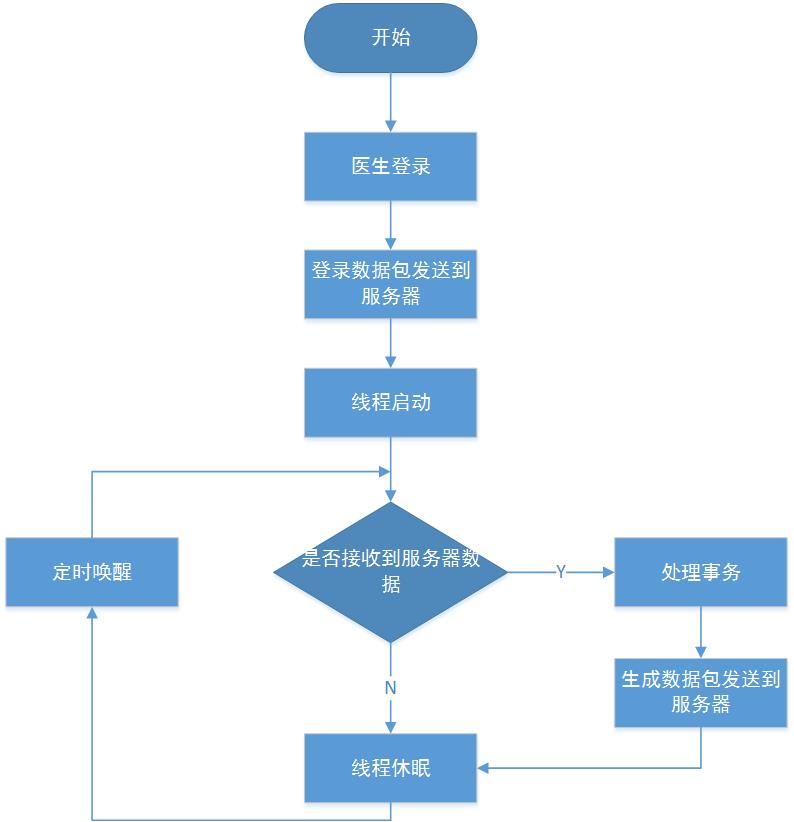 开始
医生登录
登录数据包发送到
服务器
线程启动
是否接收到服务器数
据
定时唤醒
Y
处理事务
N
生成数据包发送到
服务器
线程休眠